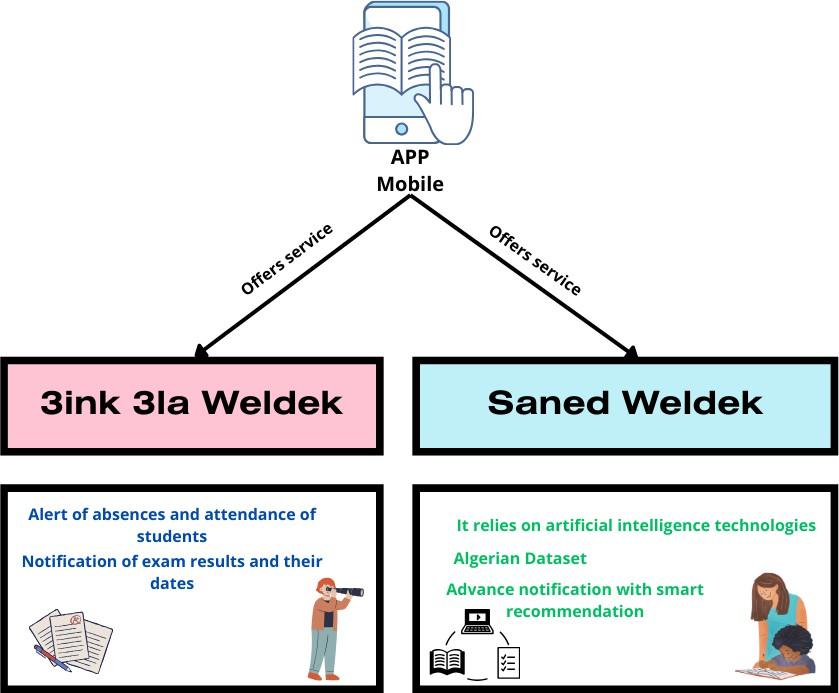 APP
Mobile
Offers service
Offers service
3ink 3la Weldek
Saned Weldek
Alert of absences and attendance of
students
Notification of exam results and their
dates
A+
It relies on artificial intelligence technologies
Algerian Dataset
Advance notification with smart
recommendation